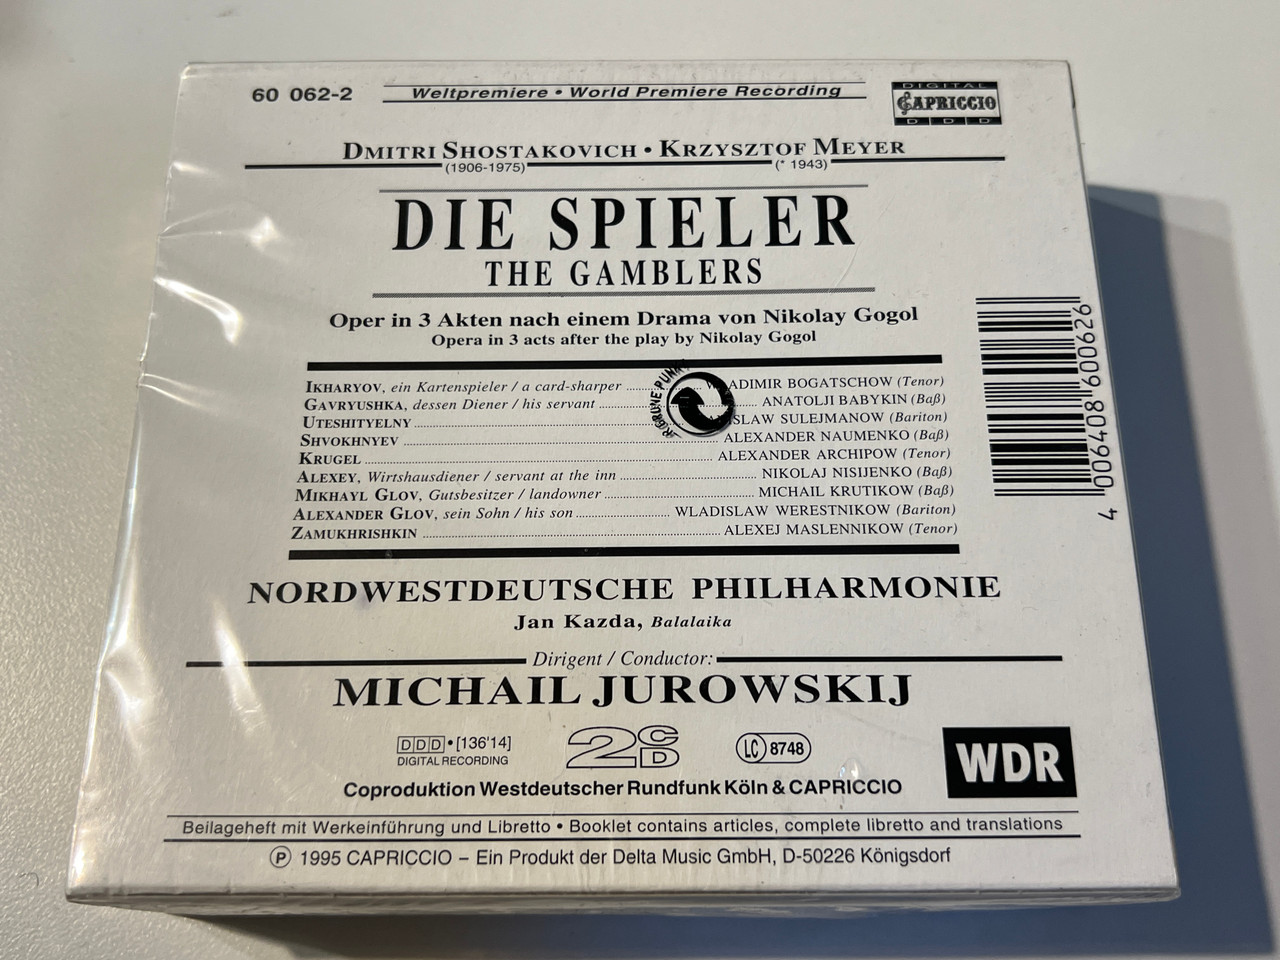 60 062-2
Weltpremiere • World Premiere Recording
DIGITAL
CAPRICCIO
D D D
DMITRI SHOSTAKOVICH • KRZYSZTOF MEYER
(1906-1975) (* 1943)
DIE SPIELER
THE GAMBLERS
Oper in 3 Akten nach einem Drama von Nikolay Gogol
Opera in 3 acts after the play by Nikolay Gogol
IKHARYOV, ein Kartenspieler / a card-sharper ADIMIR BOGATSCHOW (Tenor)
GAVRYUSHKA, dessen Diener / his servant ANATOLJI BABYKIN (Baß)
UTESHITYELNY SULEJMANOW (Bariton)
SHVOKHNYEV ALEXANDER NAUMENKO (Baß)
KRUGEL ALEXANDER ARCHIPOW (Tenor)
ALEXEY, Wirtshausdiener / servant at the inn NIKOLAJ NISIJENKO (Baß)
MIKHAYL GLOV, Gutsbesitzer / landowner MICHAIL KRUTIKOW (Baß)
ALEXANDER GLOV, sein Sohn / his son WLADISLAW WERESTNIKOW (Bariton)
ZAMUKHRISHKIN ALEXEJ MASLENNIKOW (Tenor)
4 006408 600626
NORDWESTDEUTSCHE PHILHARMONIE
Jan Kazda, Balalaika
Dirigent / Conductor:
MICHAIL JUROWSKIJ
DDD • [136'14]
DIGITAL RECORDING
2 CD
LC 8748
WDR
Coproduktion Westdeutscher Rundfunk Köln & CAPRICCIO
Beilageheft mit Werkeinführung und Libretto • Booklet contains articles, complete libretto and translations
℗ 1995 CAPRICCIO – Ein Produkt der Delta Music GmbH, D-50226 Königsdorf